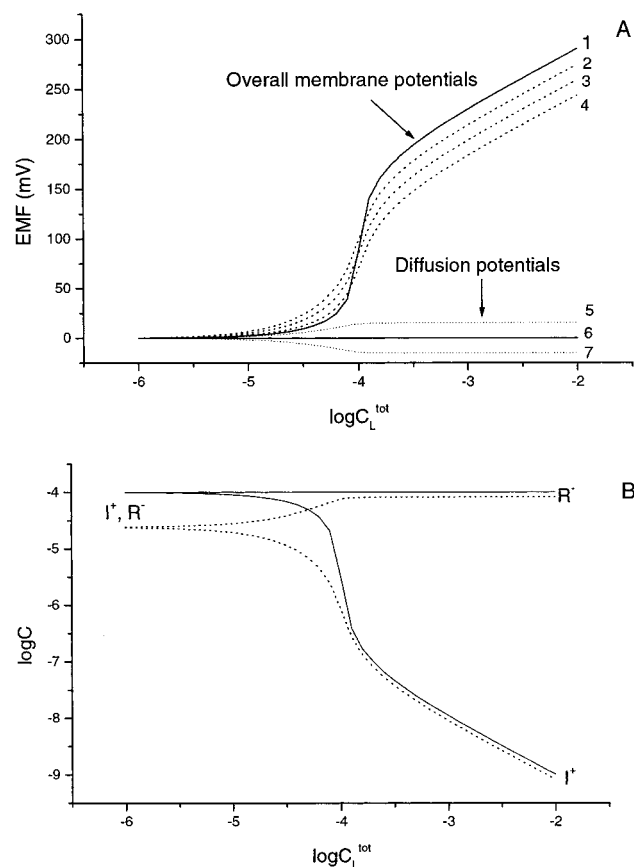 A
300
250
200
150
100
50
0
EMF (mV)
Overall membrane potentials
Diffusion potentials
1
2
3
4
5
6
7
-6
-5
-4
-3
-2
logC_L^tot
B
-4
-5
-6
-7
-8
-9
logC
I⁺, R⁻
R⁻
I⁺
-6
-5
-4
-3
-2
logC_L^tot